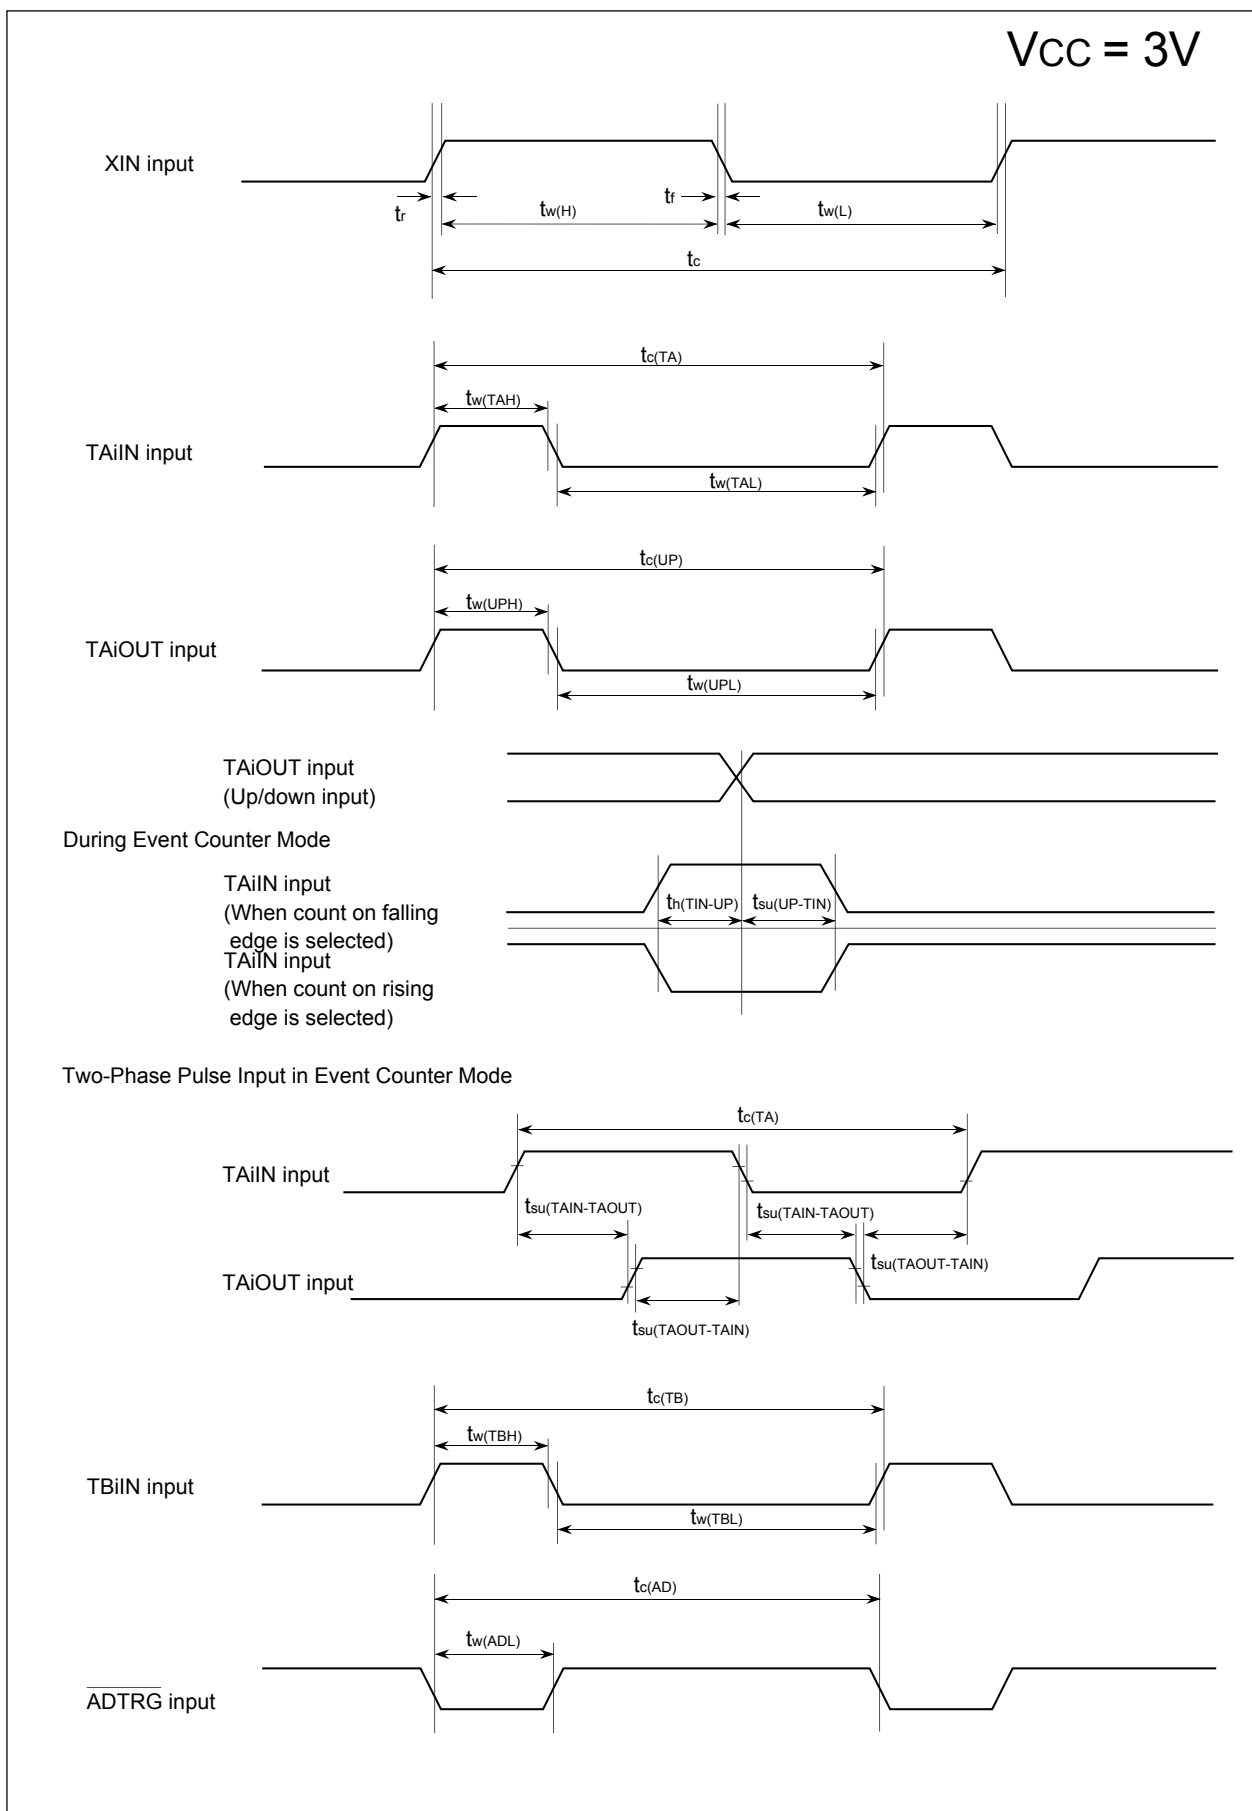 VCC = 3V
XIN input
tr
tw(H)
tf
tw(L)
tc
tc(TA)
tw(TAH)
TAiIN input
tw(TAL)
tc(UP)
tw(UPH)
TAiOUT input
tw(UPL)
TAiOUT input
(Up/down input)
During Event Counter Mode
TAiIN input
(When count on falling
edge is selected)
th(TIN-UP)
tsu(UP-TIN)
TAiIN input
(When count on rising
edge is selected)
Two-Phase Pulse Input in Event Counter Mode
tc(TA)
TAiIN input
tsu(TAIN-TAOUT)
tsu(TAIN-TAOUT)
tsu(TAOUT-TAIN)
TAiOUT input
tsu(TAOUT-TAIN)
tc(TB)
tw(TBH)
TBiIN input
tw(TBL)
tc(AD)
tw(ADL)
ADTRG input